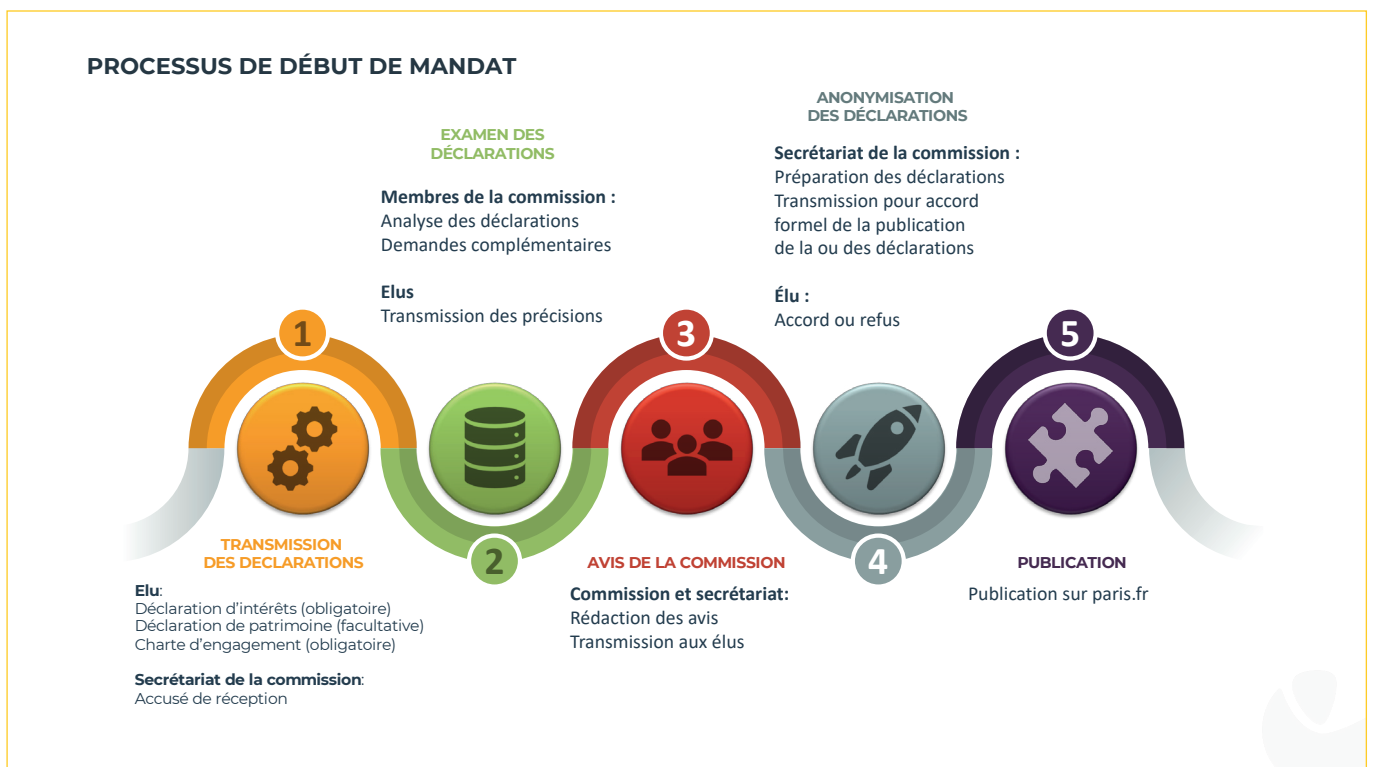 PROCESSUS DE DÉBUT DE MANDAT
1
TRANSMISSION
DES DECLARATIONS
Elu:
Déclaration d’intérêts (obligatoire)
Déclaration de patrimoine (facultative)
Charte d’engagement (obligatoire)
Secrétariat de la commission:
Accusé de réception
EXAMEN DES
DÉCLARATIONS
Membres de la commission :
Analyse des déclarations
Demandes complémentaires
Elus
Transmission des précisions
2
3
AVIS DE LA COMMISSION
Commission et secrétariat:
Rédaction des avis
Transmission aux élus
ANONYMISATION
DES DÉCLARATIONS
Secrétariat de la commission :
Préparation des déclarations
Transmission pour accord
formel de la publication
de la ou des déclarations
Élu :
Accord ou refus
4
5
PUBLICATION
Publication sur paris.fr